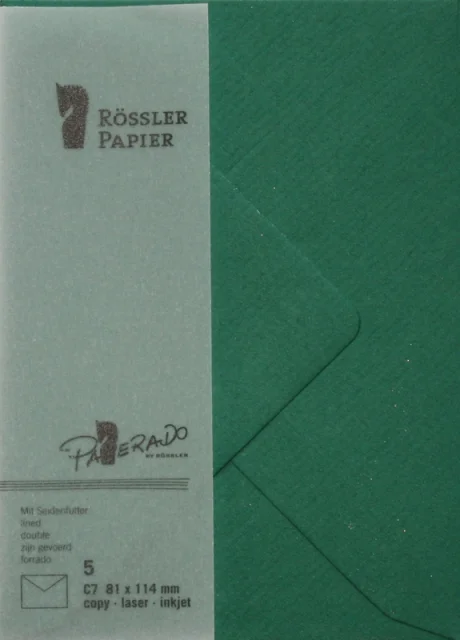 RÖSSLER
PAPIER
PAPERADO
BY RÖSSLER
Mit Seidenfutter
lined
double
zijn gevoerd
forrado
5
C7 81 x 114 mm
copy · laser · inkjet